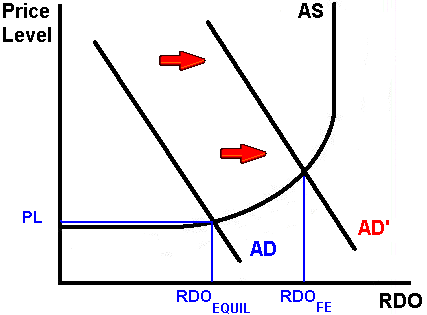 Price
Level
AS
PL
AD
AD'
RDO EQUIL
RDO FE
RDO